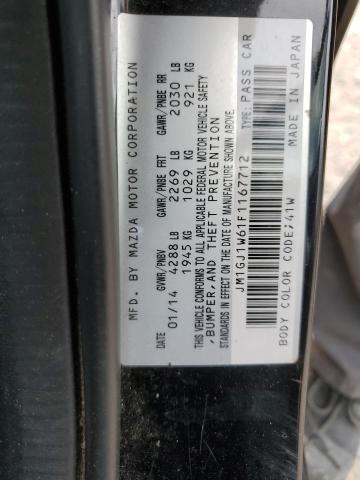 MFD. BY MAZDA MOTOR CORPORATION
DATE GVWR/PNBV GAWR/PNBE FRT GAWR/PNBE RR
01/14 4288 LB 2269 LB 2030 LB
1945 KG 1029 KG 921 KG
THIS VEHICLE CONFORMS TO ALL APPLICABLE FEDERAL MOTOR VEHICLE SAFETY
,BUMPER,AND THEFT PREVENTION
STANDARDS IN EFFECT ON THE DATE OF MANUFACTURE SHOWN ABOVE.
JM1GJ1W61F1167712 TYPE: PASS CAR
BODY COLOR CODE;41W MADE IN JAPAN